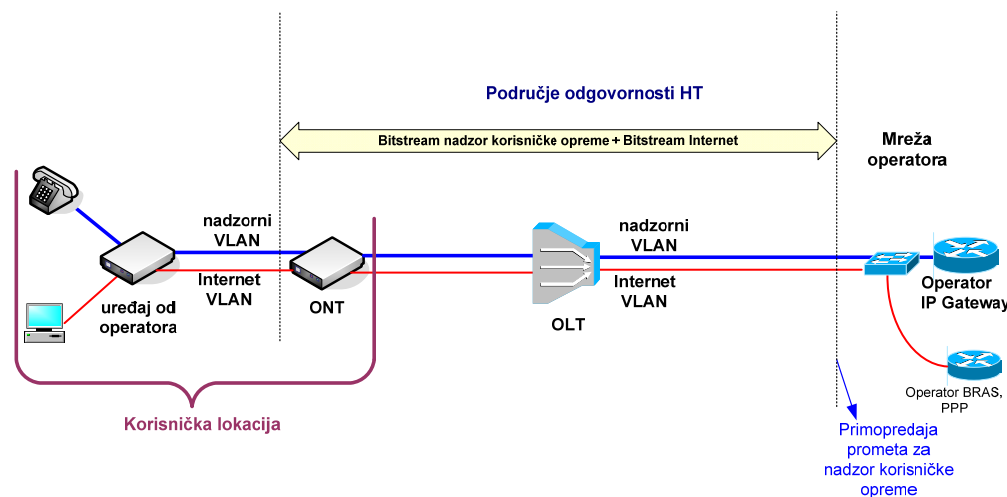 Područje odgovornosti HT
Bitstream nadzor korisničke opreme + Bitstream Internet
Mreža
operatora
nadzorni
VLAN
Internet
VLAN
uređaj od
operatora
ONT
OLT
nadzorni
VLAN
Internet
VLAN
Operator
IP Gateway
Operator BRAS,
PPP
Korisnička lokacija
Primopredaja
prometa za
nadzor korisničke
opreme